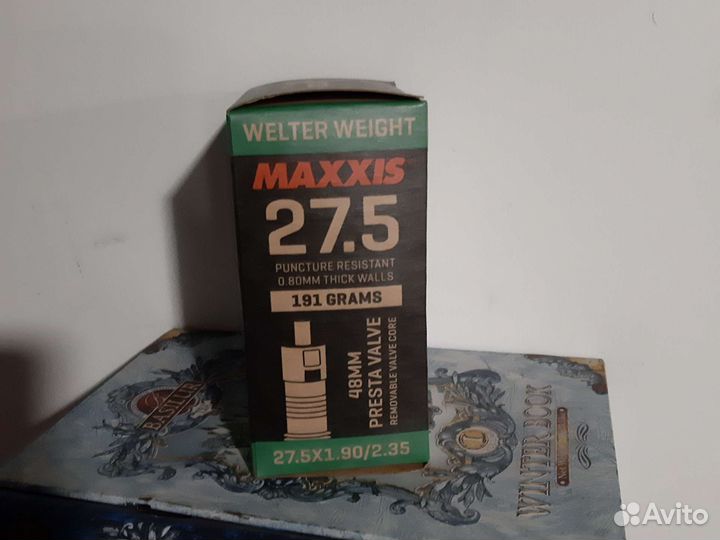 WELTER WEIGHT
MAXXIS
27.5
PUNCTURE RESISTANT
0.80MM THICK WALLS
191 GRAMS
48MM
PRESTA VALVE
REMOVABLE VALVE CORE
27.5X1.90/2.35
BASILUR
WINTER BOOK
Avito